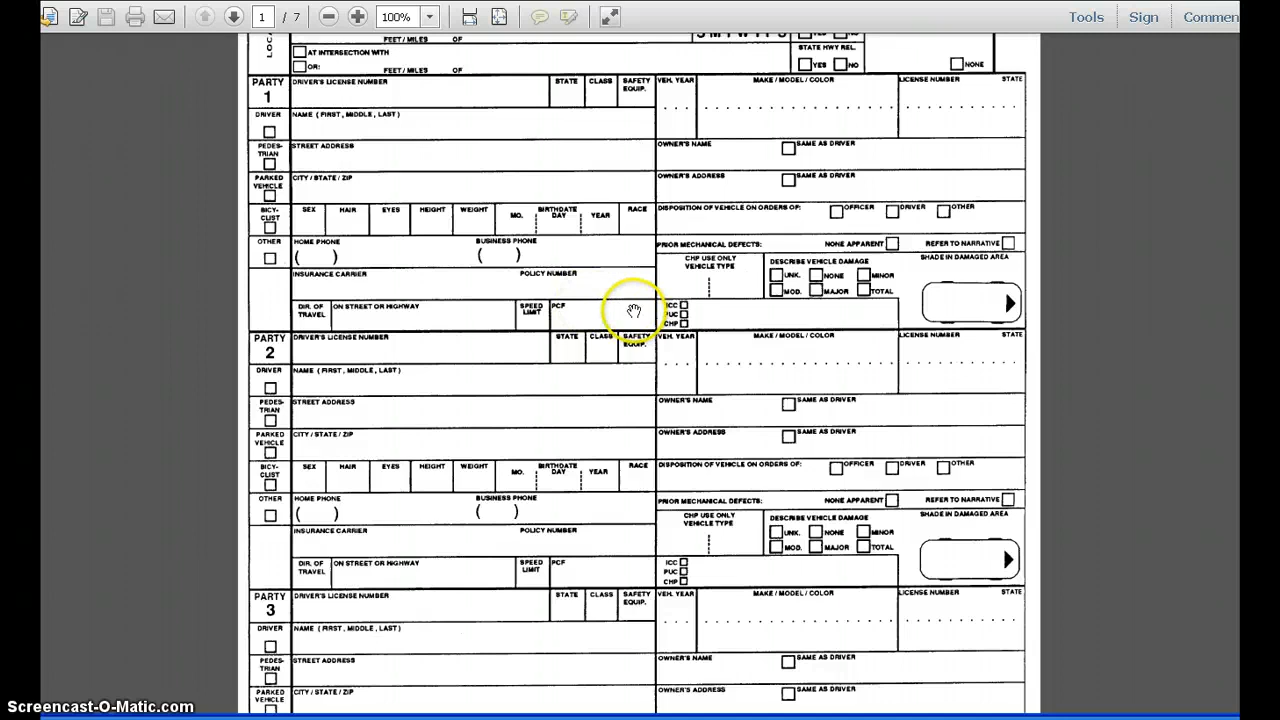 1 / 7 100% Tools Sign Commen
FEET / MILES OF
AT INTERSECTION WITH
STATE HWY REL.
OR: FEET / MILES OF YES NO NONE
PARTY 1 DRIVER'S LICENSE NUMBER STATE CLASS SAFETY EQUIP. VEH. YEAR MAKE / MODEL / COLOR LICENSE NUMBER STATE
DRIVER NAME ( FIRST , MIDDLE , LAST )
PEDES- TRIAN STREET ADDRESS OWNER'S NAME SAME AS DRIVER
PARKED VEHICLE CITY / STATE / ZIP OWNER'S ADDRESS SAME AS DRIVER
BICY- CLIST SEX HAIR EYES HEIGHT WEIGHT MO. BIRTHDATE DAY YEAR RACE DISPOSITION OF VEHICLE ON ORDERS OF: OFFICER DRIVER OTHER
OTHER HOME PHONE BUSINESS PHONE PRIOR MECHANICAL DEFECTS: NONE APPARENT REFER TO NARRATIVE
( ) ( )
CHP USE ONLY VEHICLE TYPE DESCRIBE VEHICLE DAMAGE SHADE IN DAMAGED AREA
INSURANCE CARRIER POLICY NUMBER UNK. NONE MINOR
MOD. MAJOR TOTAL
DIR. OF TRAVEL ON STREET OR HIGHWAY SPEED LIMIT PCF ICC
PUC
CHP
PARTY 2 DRIVER'S LICENSE NUMBER STATE CLASS SAFETY EQUIP. VEH. YEAR MAKE / MODEL / COLOR LICENSE NUMBER STATE
DRIVER NAME ( FIRST , MIDDLE , LAST )
PEDES- TRIAN STREET ADDRESS OWNER'S NAME SAME AS DRIVER
PARKED VEHICLE CITY / STATE / ZIP OWNER'S ADDRESS SAME AS DRIVER
BICY- CLIST SEX HAIR EYES HEIGHT WEIGHT MO. BIRTHDATE DAY YEAR RACE DISPOSITION OF VEHICLE ON ORDERS OF: OFFICER DRIVER OTHER
OTHER HOME PHONE BUSINESS PHONE PRIOR MECHANICAL DEFECTS: NONE APPARENT REFER TO NARRATIVE
( ) ( )
CHP USE ONLY VEHICLE TYPE DESCRIBE VEHICLE DAMAGE SHADE IN DAMAGED AREA
INSURANCE CARRIER POLICY NUMBER UNK. NONE MINOR
MOD. MAJOR TOTAL
DIR. OF TRAVEL ON STREET OR HIGHWAY SPEED LIMIT PCF ICC
PUC
CHP
PARTY 3 DRIVER'S LICENSE NUMBER STATE CLASS SAFETY EQUIP. VEH. YEAR MAKE / MODEL / COLOR LICENSE NUMBER STATE
DRIVER NAME ( FIRST , MIDDLE , LAST )
PEDES- TRIAN STREET ADDRESS OWNER'S NAME SAME AS DRIVER
PARKED VEHICLE CITY / STATE / ZIP OWNER'S ADDRESS SAME AS DRIVER
Screencast-O-Matic.com